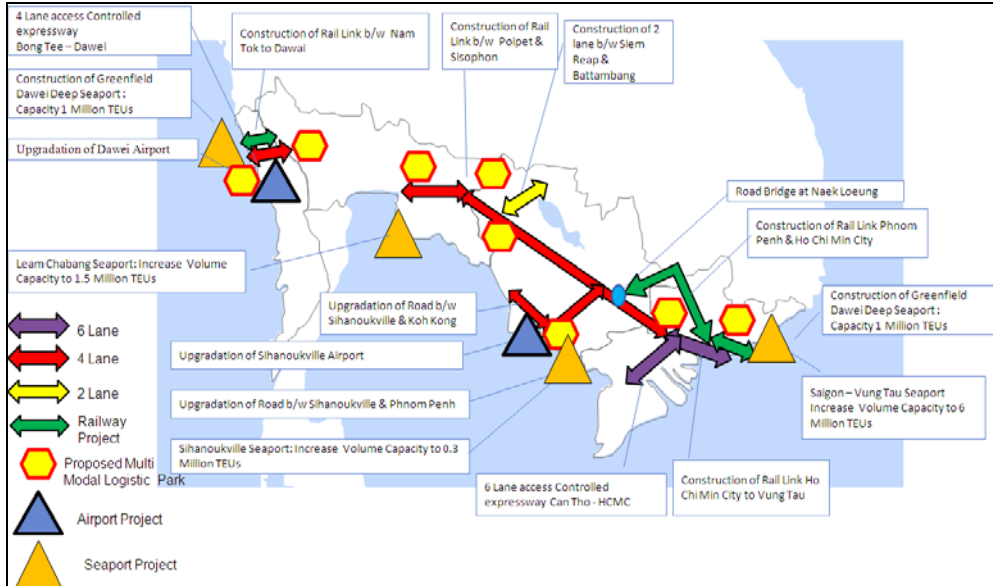 4 Lane access Controlled
expressway
Bong Tee – Dawei
Construction of Rail Link b/w Nam
Tok to Dawai
Construction of Rail
Link b/w Poipet &
Sisophon
Construction of 2
lane b/w Siem
Reap &
Battambang
Construction of Greenfield
Dawei Deep Seaport :
Capacity 1 Million TEUs
Upgradation of Dawei Airport
Road Bridge at Naek Loeung
Construction of Rail Link Phnom
Penh & Ho Chi Min City
Leam Chabang Seaport: Increase Volume
Capacity to 1.5 Million TEUs
Construction of Greenfield
Dawei Deep Seaport :
Capacity 1 Million TEUs
Upgradation of Road b/w
Sihanoukville & Koh Kong
Upgradation of Sihanoukville Airport
Upgradation of Road b/w Sihanoukville & Phnom Penh
Sihanoukville Seaport: Increase Volume Capacity to 0.3
Million TEUs
Saigon – Vung Tau Seaport
Increase Volume Capacity to 6
Million TEUs
6 Lane access Controlled
expressway Can Tho - HCMC
Construction of Rail Link Ho
Chi Min City to Vung Tau
6 Lane
4 Lane
2 Lane
Railway
Project
Proposed Multi
Modal Logistic Park
Airport Project
Seaport Project